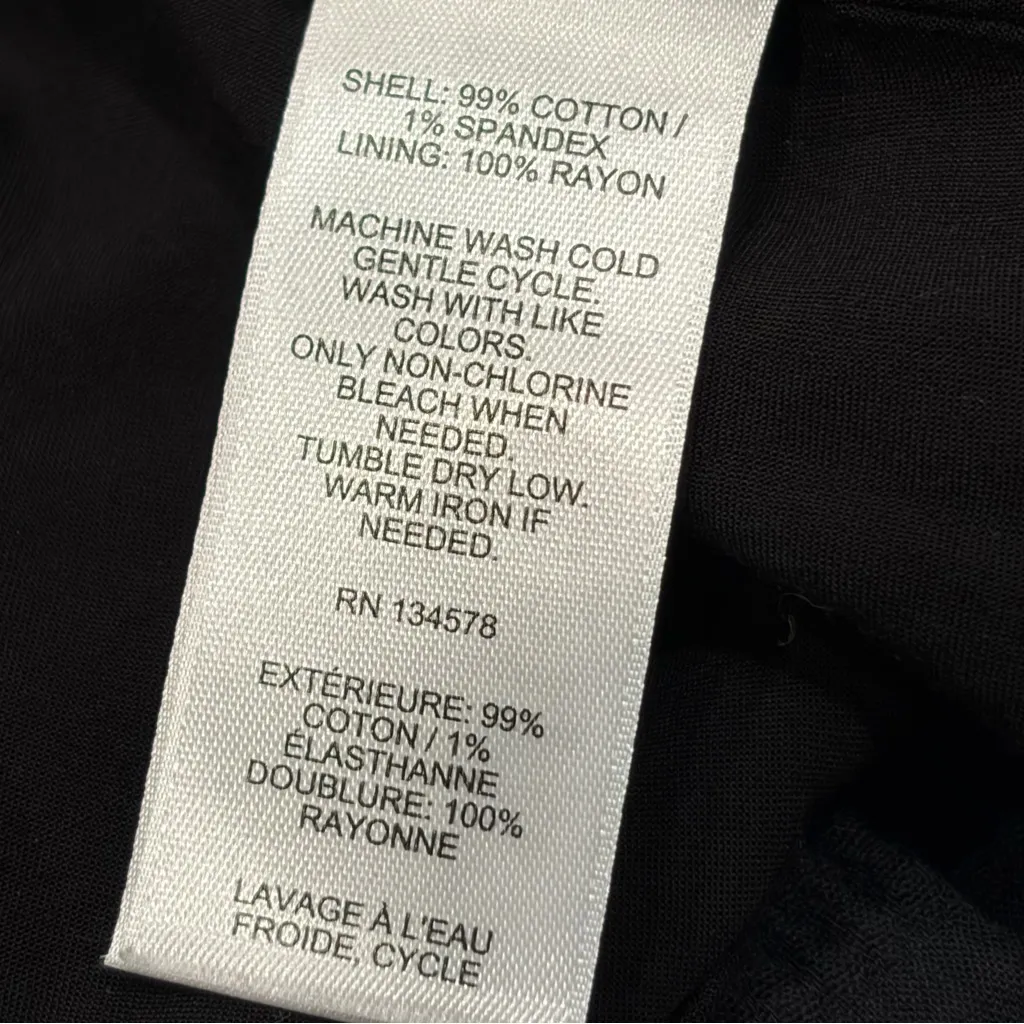 SHELL: 99% COTTON /
1% SPANDEX
LINING: 100% RAYON
MACHINE WASH COLD
GENTLE CYCLE.
WASH WITH LIKE
COLORS.
ONLY NON-CHLORINE
BLEACH WHEN
NEEDED.
TUMBLE DRY LOW.
WARM IRON IF
NEEDED.
RN 134578
EXTÉRIEURE: 99%
COTON / 1%
ÉLASTHANNE
DOUBLURE: 100%
RAYONNE
LAVAGE À L'EAU
FROIDE, CYCLE